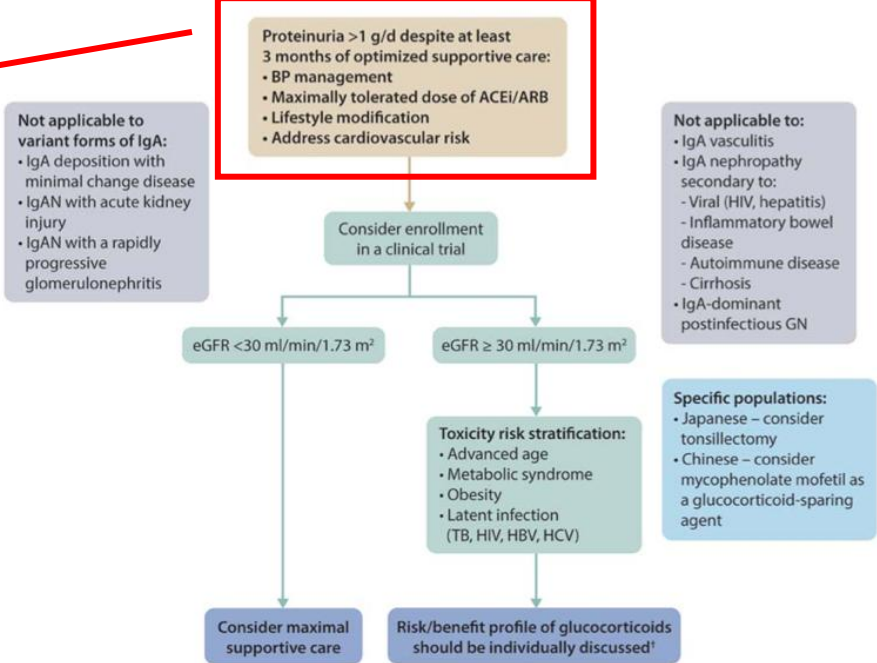 Proteinuria >1 g/d despite at least
3 months of optimized supportive care:
• BP management
• Maximally tolerated dose of ACEi/ARB
• Lifestyle modification
• Address cardiovascular risk
Not applicable to
variant forms of IgA:
• IgA deposition with
minimal change disease
• IgAN with acute kidney
injury
• IgAN with a rapidly
progressive
glomerulonephritis
Not applicable to:
• IgA vasculitis
• IgA nephropathy
secondary to:
- Viral (HIV, hepatitis)
- Inflammatory bowel
disease
- Autoimmune disease
- Cirrhosis
• IgA-dominant
postinfectious GN
Consider enrollment
in a clinical trial
eGFR <30 ml/min/1.73 m²
eGFR ≥ 30 ml/min/1.73 m²
Toxicity risk stratification:
• Advanced age
• Metabolic syndrome
• Obesity
• Latent infection
(TB, HIV, HBV, HCV)
Specific populations:
• Japanese – consider
tonsillectomy
• Chinese – consider
mycophenolate mofetil as
a glucocorticoid-sparing
agent
Consider maximal
supportive care
Risk/benefit profile of glucocorticoids
should be individually discussed†